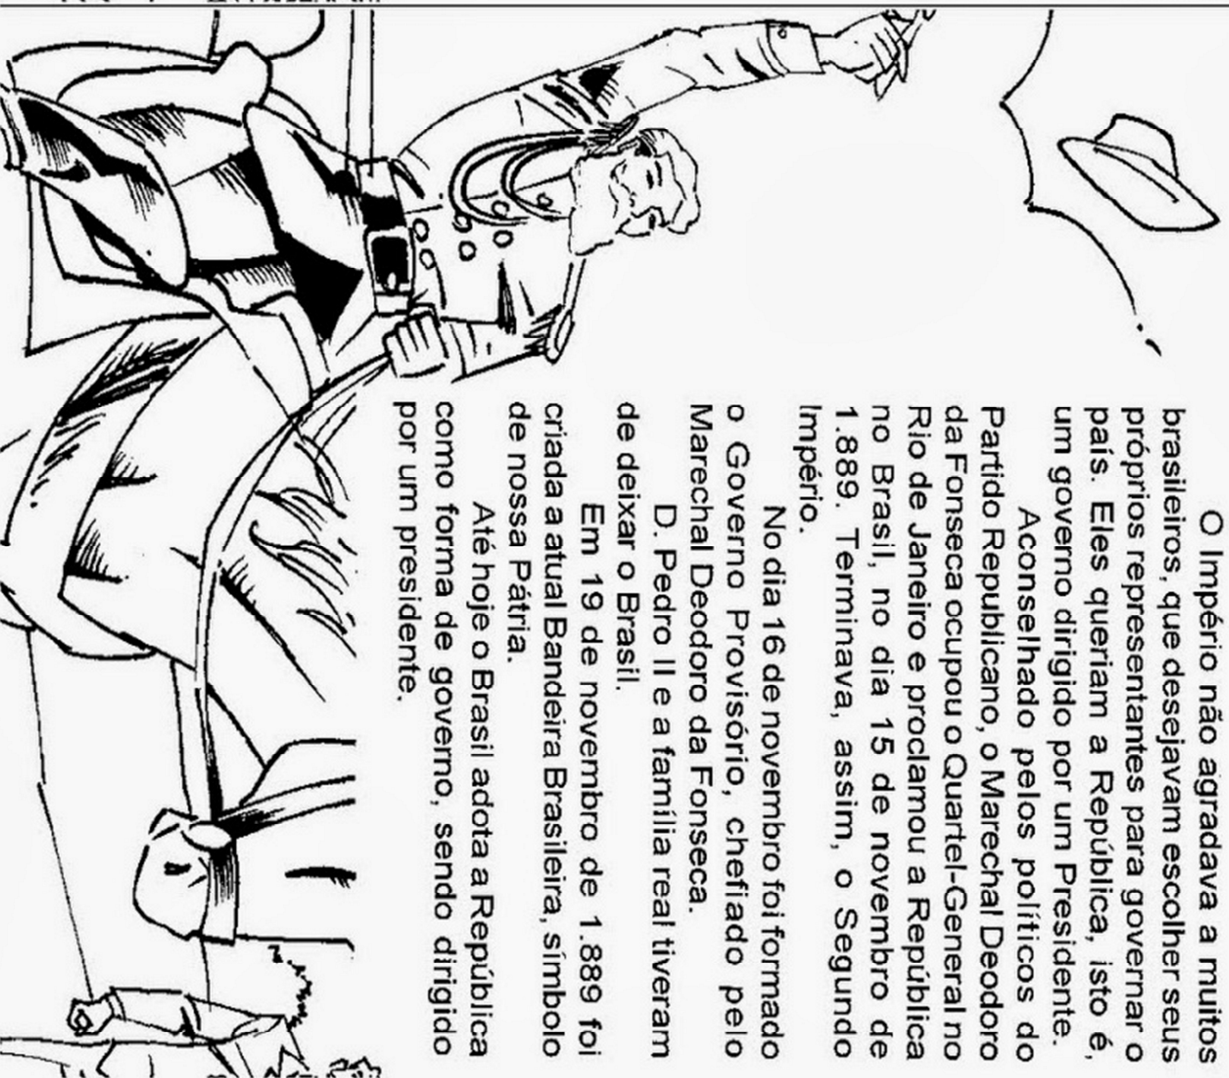 O Império não agradava a muitos
brasileiros, que desejavam escolher seus
próprios representantes para governar o
país. Eles queriam a República, isto é,
um governo dirigido por um Presidente.
Aconselhado pelos políticos do
Partido Republicano, o Marechal Deodoro
da Fonseca ocupou o Quartel-General no
Rio de Janeiro e proclamou a República
no Brasil, no dia 15 de novembro de
1.889. Terminava, assim, o Segundo
Império.
No dia 16 de novembro foi formado
o Governo Provisório, chefiado pelo
Marechal Deodoro da Fonseca.
D. Pedro II e a família real tiveram
de deixar o Brasil.
Em 19 de novembro de 1.889 foi
criada a atual Bandeira Brasileira, símbolo
de nossa Pátria.
Até hoje o Brasil adota a República
como forma de governo, sendo dirigido
por um presidente.